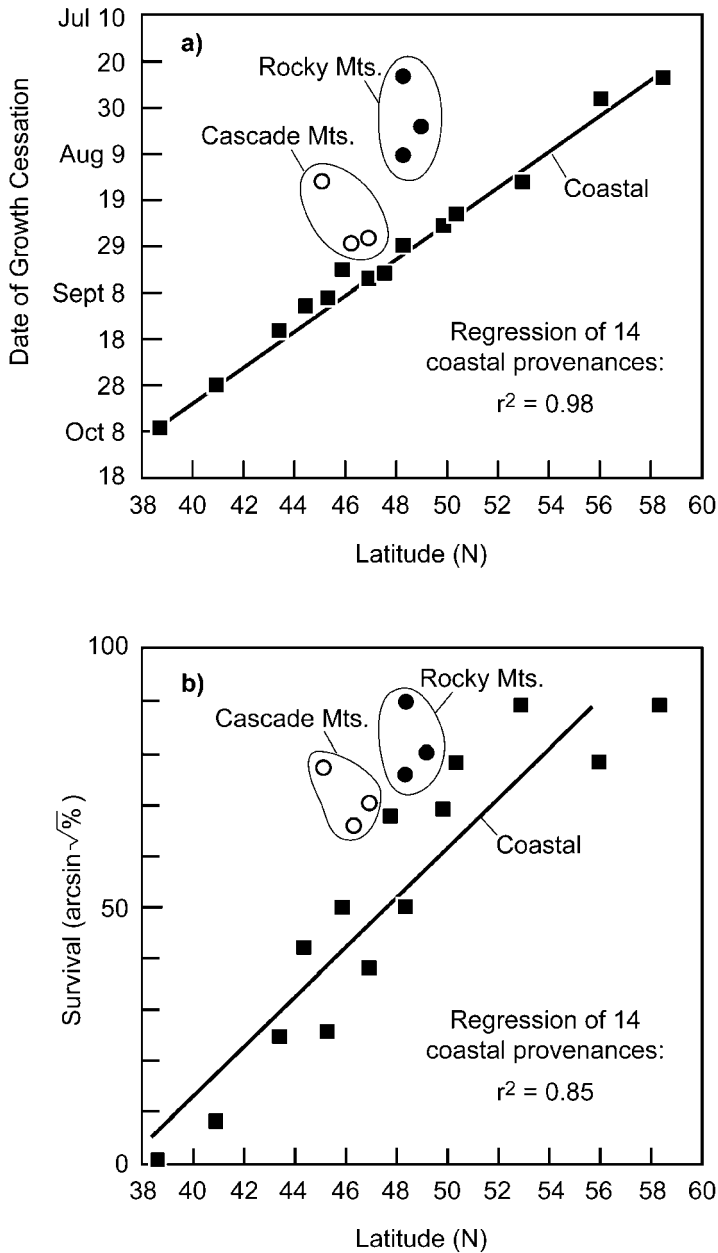 a)
Date of Growth Cessation
Jul 10
20
30
Aug 9
19
29
Sept 8
18
28
Oct 8
18
Rocky Mts.
Cascade Mts.
Coastal
Regression of 14
coastal provenances:
r2 = 0.98
38 40 42 44 46 48 50 52 54 56 58 60
Latitude (N)
b)
Survival (arcsin √%)
100
50
0
Rocky Mts.
Cascade Mts.
Coastal
Regression of 14
coastal provenances:
r2 = 0.85
38 40 42 44 46 48 50 52 54 56 58 60
Latitude (N)